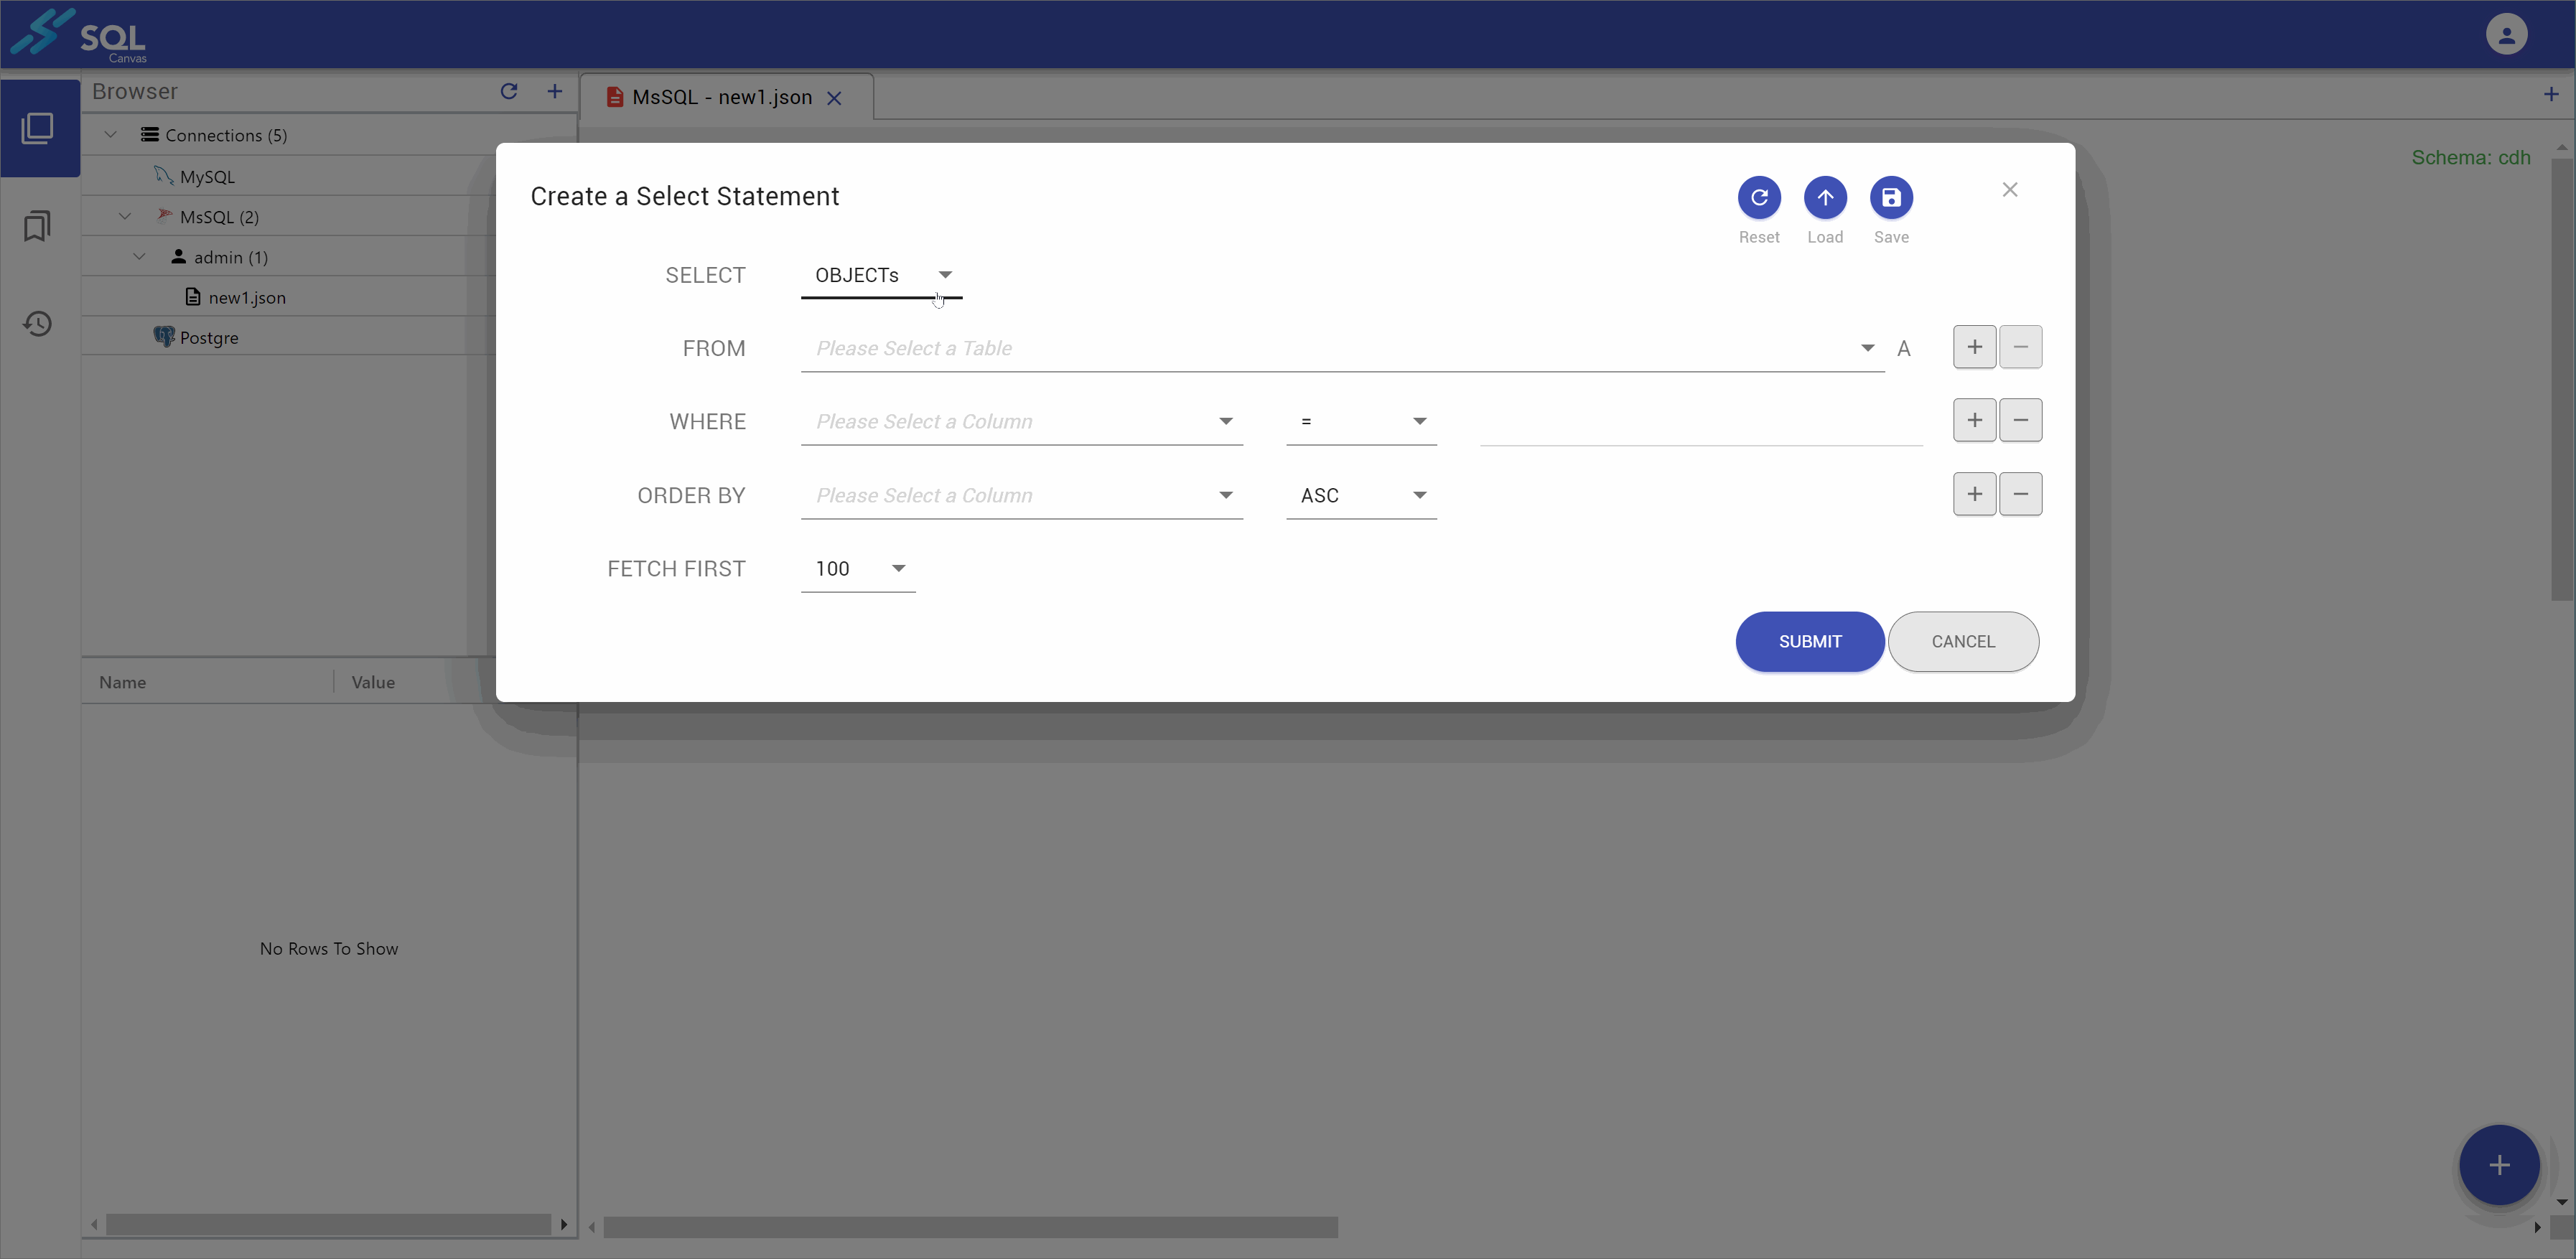 SQL
Canvas
Browser
MsSQL - new1.json
Connections (5)
MySQL
MsSQL (2)
admin (1)
new1.json
Postgre
Schema: cdh
Create a Select Statement
Reset
Load
Save
SELECT
OBJECTs
FROM
Please Select a Table
A
WHERE
Please Select a Column
=
ORDER BY
Please Select a Column
ASC
FETCH FIRST
100
SUBMIT
CANCEL
Name
Value
No Rows To Show